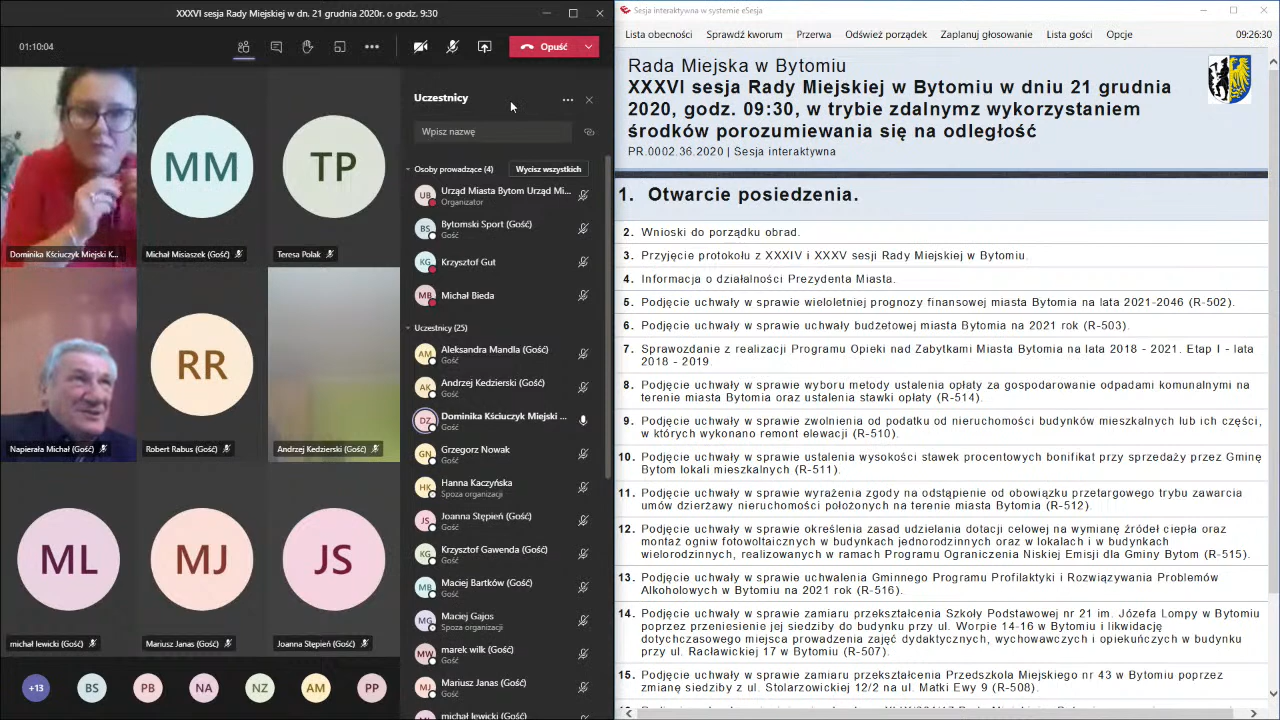 XXXVI sesja Rady Miejskiej w dn. 21 grudnia 2020r. o godz. 9:30
01:10:04
Opuść
Dominika Kściuczyk Miejski K...
MM
Michał Misiaszek (Gość)
TP
Teresa Polak
Napierała Michał (Gość)
RR
Robert Rabus (Gość)
Andrzej Kedzierski (Gość)
ML
michał lewicki (Gość)
MJ
Mariusz Janas (Gość)
JS
Joanna Stępień (Gość)
+13
BS
PB
NA
NZ
AM
PP
Uczestnicy
Wpisz nazwę
Osoby prowadzące (4)
Wycisz wszystkich
UB
Urząd Miasta Bytom Urząd Mi...
Organizator
BS
Bytomski Sport (Gość)
Gość
KG
Krzysztof Gut
MB
Michał Bieda
Uczestnicy (25)
AM
Aleksandra Mandla (Gość)
Gość
AK
Andrzej Kedzierski (Gość)
Gość
DZ
Dominika Kściuczyk Miejski ...
Gość
GN
Grzegorz Nowak
Gość
HK
Hanna Kaczyńska
Spoza organizacji
JS
Joanna Stępień (Gość)
Gość
KG
Krzysztof Gawenda (Gość)
Gość
MB
Maciej Bartków (Gość)
Gość
MG
Maciej Gajos
Spoza organizacji
MW
marek wilk (Gość)
Gość
MJ
Mariusz Janas (Gość)
Gość
michał lewicki (Gość)
Sesja interaktywna w systemie eSesja
Lista obecności
Sprawdź kworum
Przerwa
Odśwież porządek
Zaplanuj głosowanie
Lista gości
Opcje
09:26:30
Rada Miejska w Bytomiu
XXXVI sesja Rady Miejskiej w Bytomiu w dniu 21 grudnia
2020, godz. 09:30, w trybie zdalnymz wykorzystaniem
środków porozumiewania się na odległość
PR.0002.36.2020 | Sesja interaktywna
1. Otwarcie posiedzenia.
2. Wnioski do porządku obrad.
3. Przyjęcie protokołu z XXXIV i XXXV sesji Rady Miejskiej w Bytomiu.
4. Informacja o działalności Prezydenta Miasta.
5. Podjęcie uchwały w sprawie wieloletniej prognozy finansowej miasta Bytomia na lata 2021-2046 (R-502).
6. Podjęcie uchwały w sprawie uchwały budżetowej miasta Bytomia na 2021 rok (R-503).
7. Sprawozdanie z realizacji Programu Opieki nad Zabytkami Miasta Bytomia na lata 2018 - 2021. Etap I - lata
2018 - 2019.
8. Podjęcie uchwały w sprawie wyboru metody ustalenia opłaty za gospodarowanie odpadami komunalnymi na
terenie miasta Bytomia oraz ustalenia stawki opłaty (R-514).
9. Podjęcie uchwały w sprawie zwolnienia od podatku od nieruchomości budynków mieszkalnych lub ich części,
w których wykonano remont elewacji (R-510).
10. Podjęcie uchwały w sprawie ustalenia wysokości stawek procentowych bonifikat przy sprzedaży przez Gminę
Bytom lokali mieszkalnych (R-511).
11. Podjęcie uchwały w sprawie wyrażenia zgody na odstąpienie od obowiązku przetargowego trybu zawarcia
umów dzierżawy nieruchomości położonych na terenie miasta Bytomia (R-512).
12. Podjęcie uchwały w sprawie określenia zasad udzielania dotacji celowej na wymianę źródeł ciepła oraz
montaż ogniw fotowoltaicznych w budynkach jednorodzinnych oraz w lokalach i w budynkach
wielorodzinnych, realizowanych w ramach Programu Ograniczenia Niskiej Emisji dla Gminy Bytom (R-515).
13. Podjęcie uchwały w sprawie uchwalenia Gminnego Programu Profilaktyki i Rozwiązywania Problemów
Alkoholowych w Bytomiu na 2021 rok (R-516).
14. Podjęcie uchwały w sprawie zamiaru przekształcenia Szkoły Podstawowej nr 21 im. Józefa Lompy w Bytomiu
poprzez przeniesienie jej siedziby do budynku przy ul. Worpie 14-16 w Bytomiu i likwidację
dotychczasowego miejsca prowadzenia zajęć dydaktycznych, wychowawczych i opiekuńczych w budynku
przy ul. Racławickiej 17 w Bytomiu (R-507).
15. Podjęcie uchwały w sprawie zamiaru przekształcenia Przedszkola Miejskiego nr 43 w Bytomiu poprzez
zmianę siedziby z ul. Stolarzowickiej 12/2 na ul. Matki Ewy 9 (R-508).